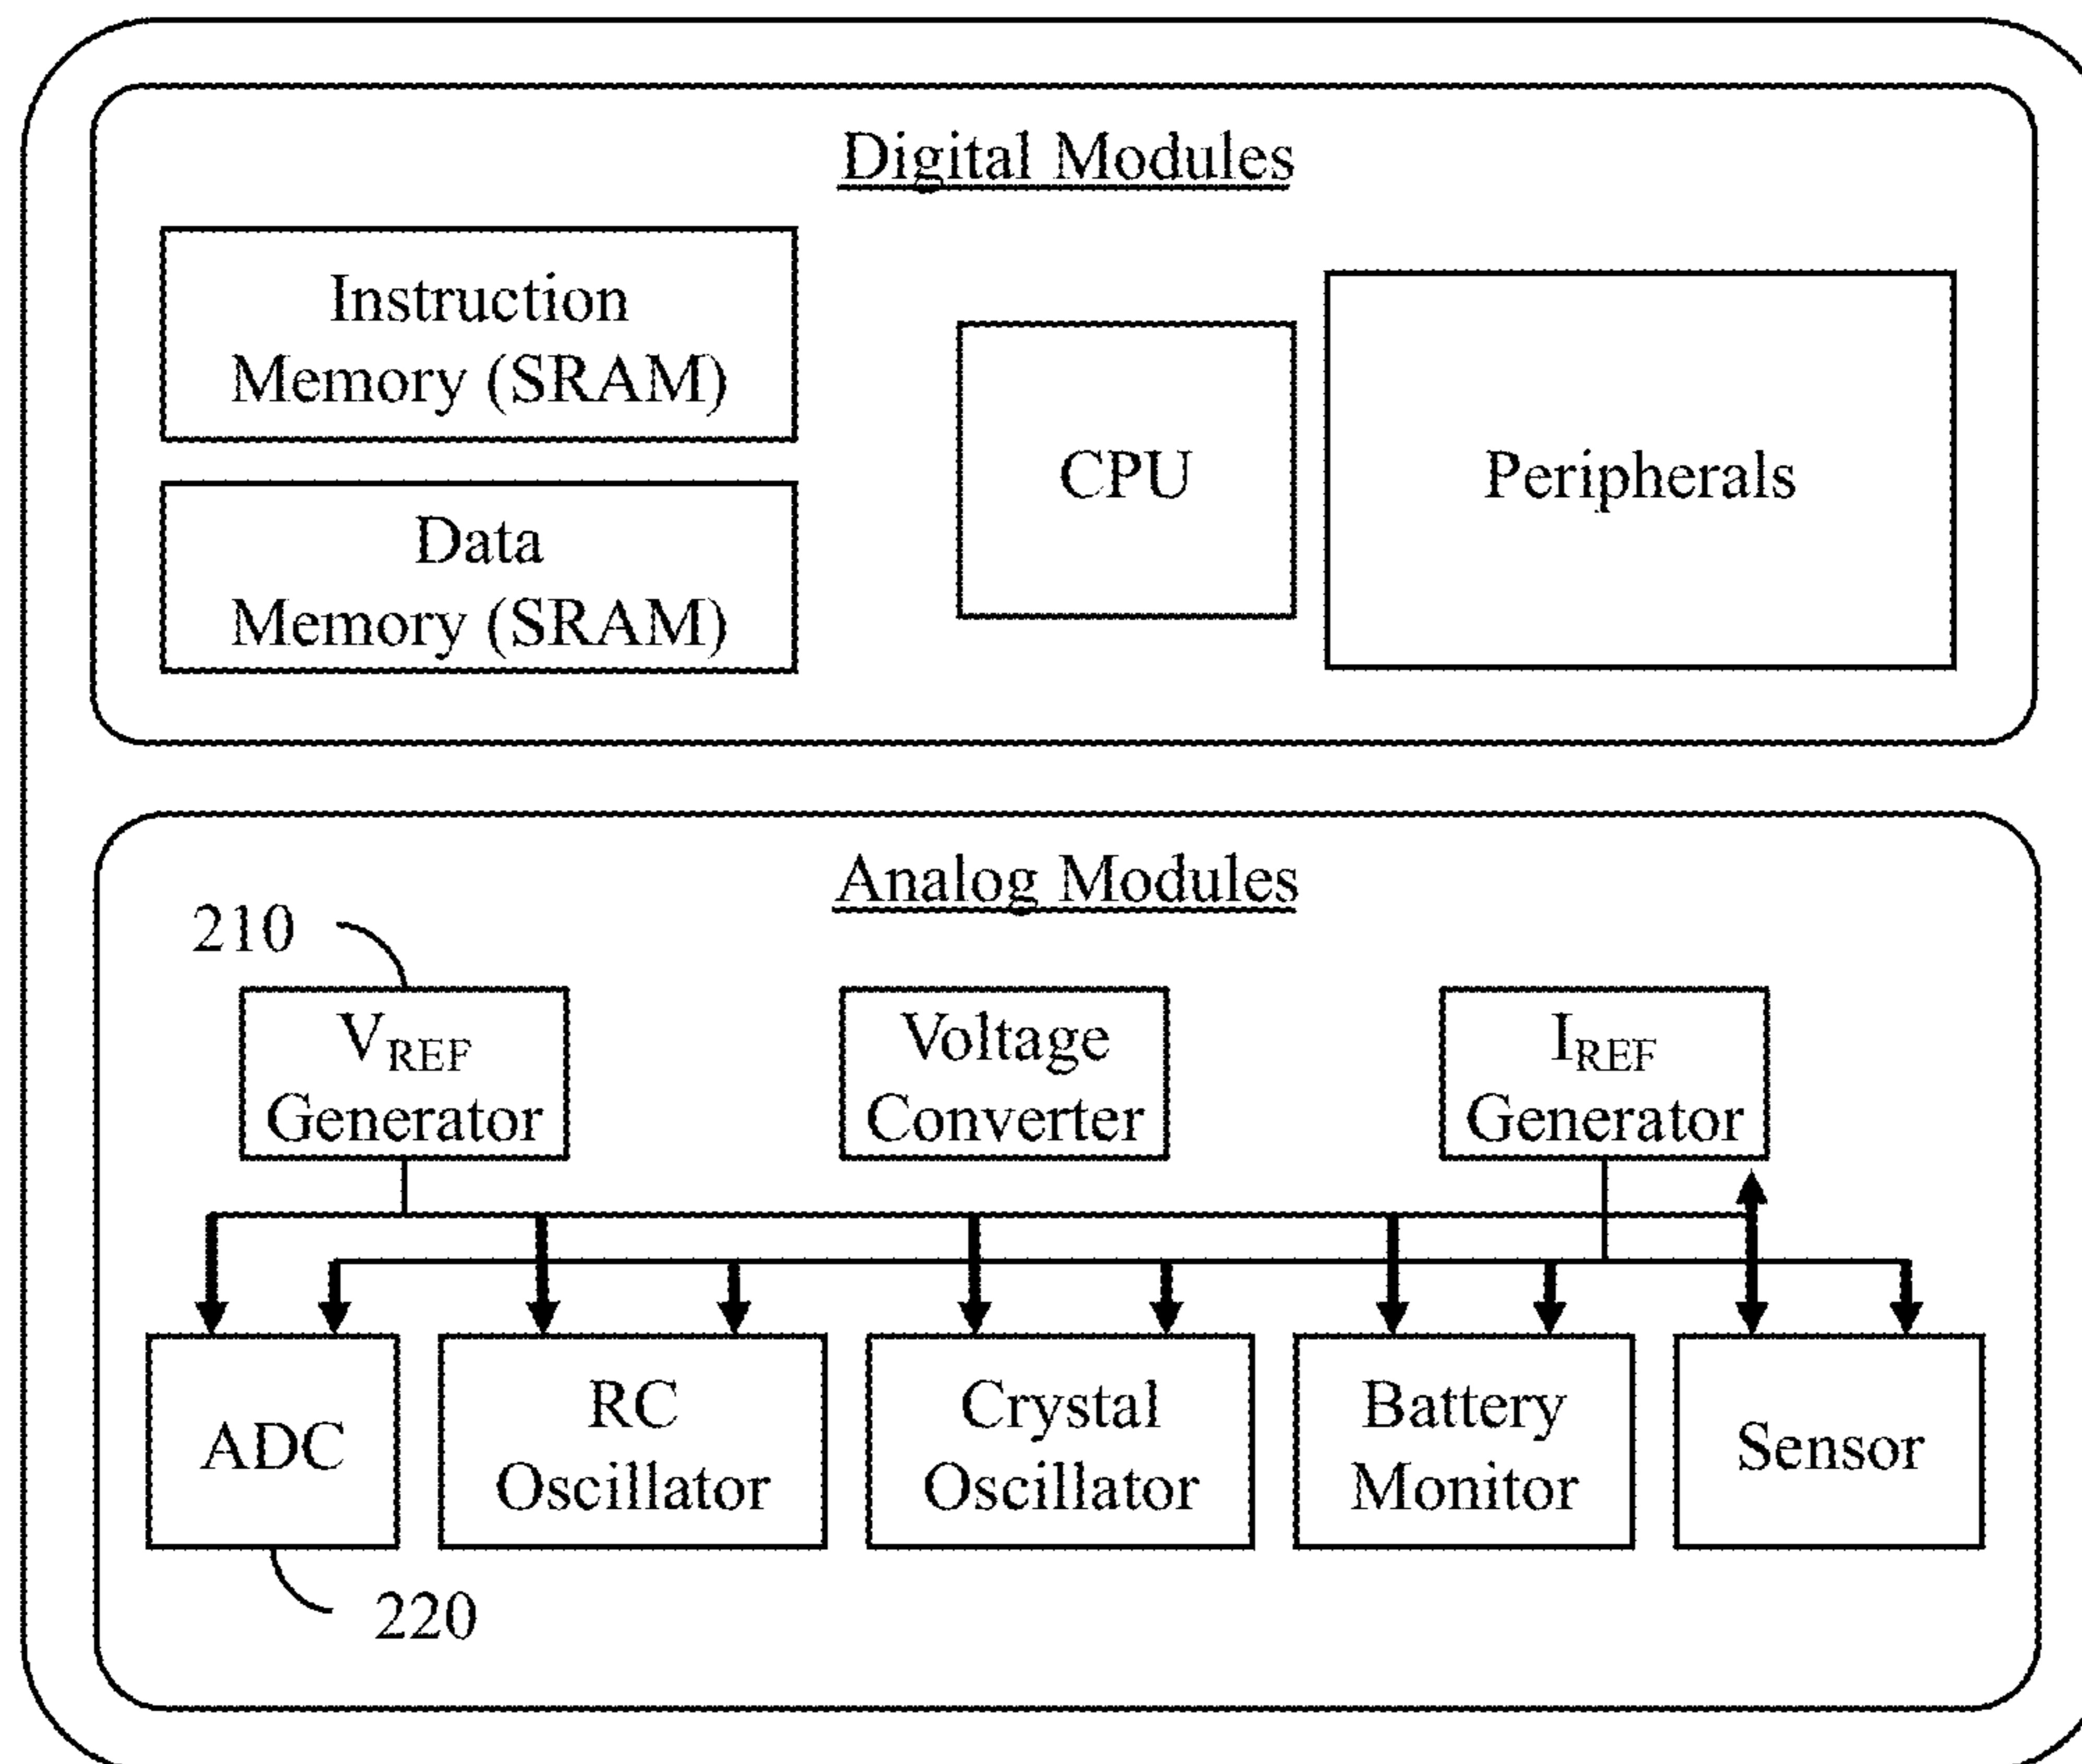 Digital Modules
Instruction
Memory (SRAM)
Data
Memory (SRAM)
CPU
Peripherals
Analog Modules
210
VREF
Generator
Voltage
Converter
IREF
Generator
ADC
RC
Oscillator
Crystal
Oscillator
Battery
Monitor
Sensor
220